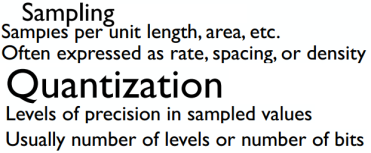 Sampling
Samples per unit length, area, etc.
Often expressed as rate, spacing, or density
Quantization
Levels of precision in sampled values
Usually number of levels or number of bits